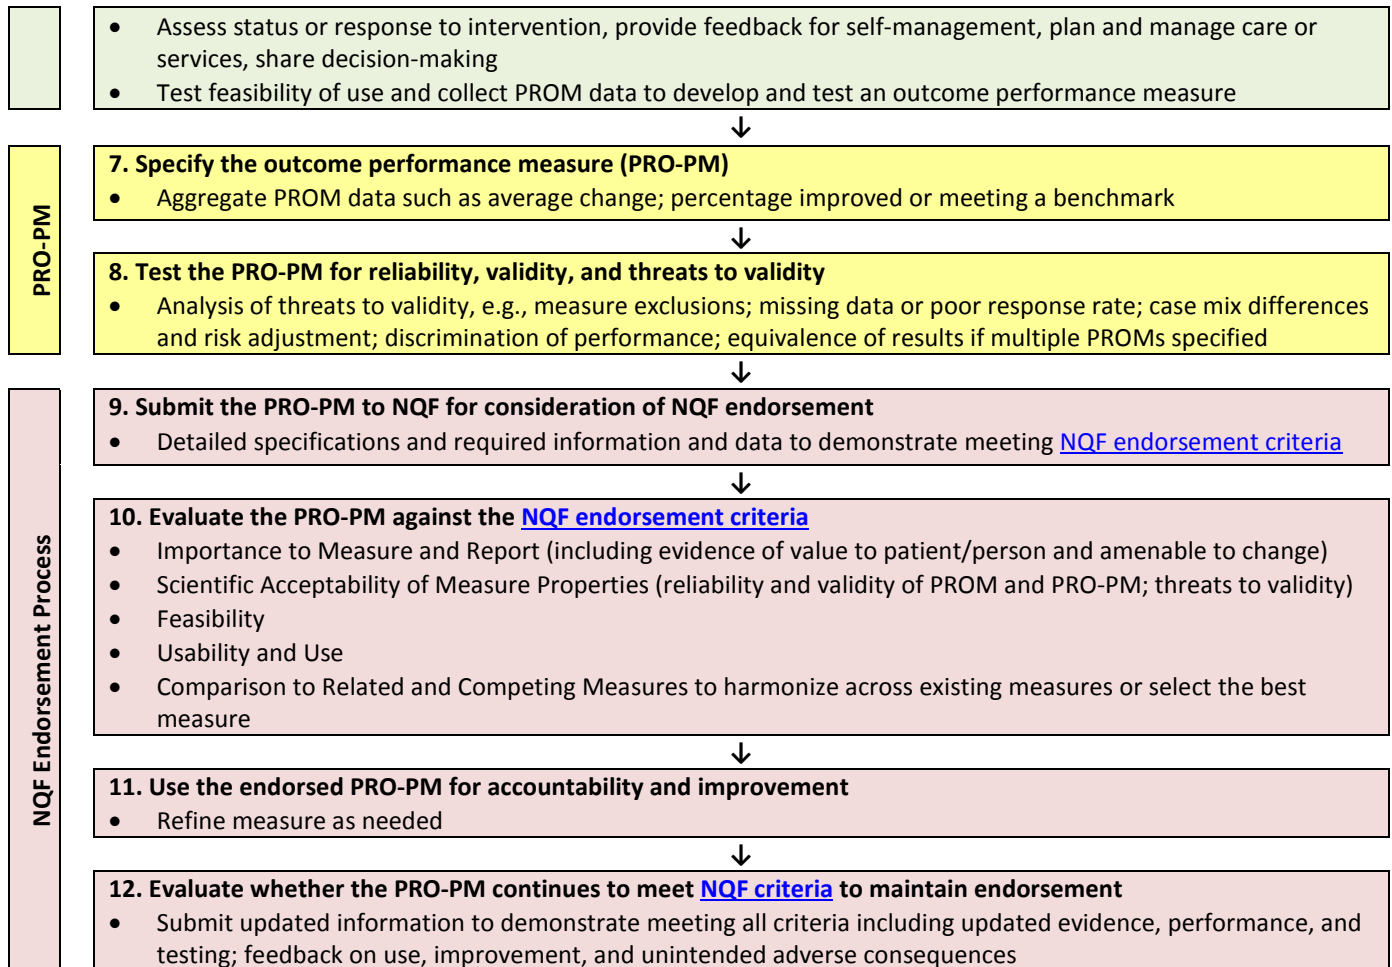 • Assess status or response to intervention, provide feedback for self-management, plan and manage care or
services, share decision-making
• Test feasibility of use and collect PROM data to develop and test an outcome performance measure
↓
PRO-PM
7. Specify the outcome performance measure (PRO-PM)
• Aggregate PROM data such as average change; percentage improved or meeting a benchmark
↓
8. Test the PRO-PM for reliability, validity, and threats to validity
• Analysis of threats to validity, e.g., measure exclusions; missing data or poor response rate; case mix differences
and risk adjustment; discrimination of performance; equivalence of results if multiple PROMs specified
↓
NQF Endorsement Process
9. Submit the PRO-PM to NQF for consideration of NQF endorsement
• Detailed specifications and required information and data to demonstrate meeting NQF endorsement criteria
↓
10. Evaluate the PRO-PM against the NQF endorsement criteria
• Importance to Measure and Report (including evidence of value to patient/person and amenable to change)
• Scientific Acceptability of Measure Properties (reliability and validity of PROM and PRO-PM; threats to validity)
• Feasibility
• Usability and Use
• Comparison to Related and Competing Measures to harmonize across existing measures or select the best
measure
↓
11. Use the endorsed PRO-PM for accountability and improvement
• Refine measure as needed
↓
12. Evaluate whether the PRO-PM continues to meet NQF criteria to maintain endorsement
• Submit updated information to demonstrate meeting all criteria including updated evidence, performance, and
testing; feedback on use, improvement, and unintended adverse consequences